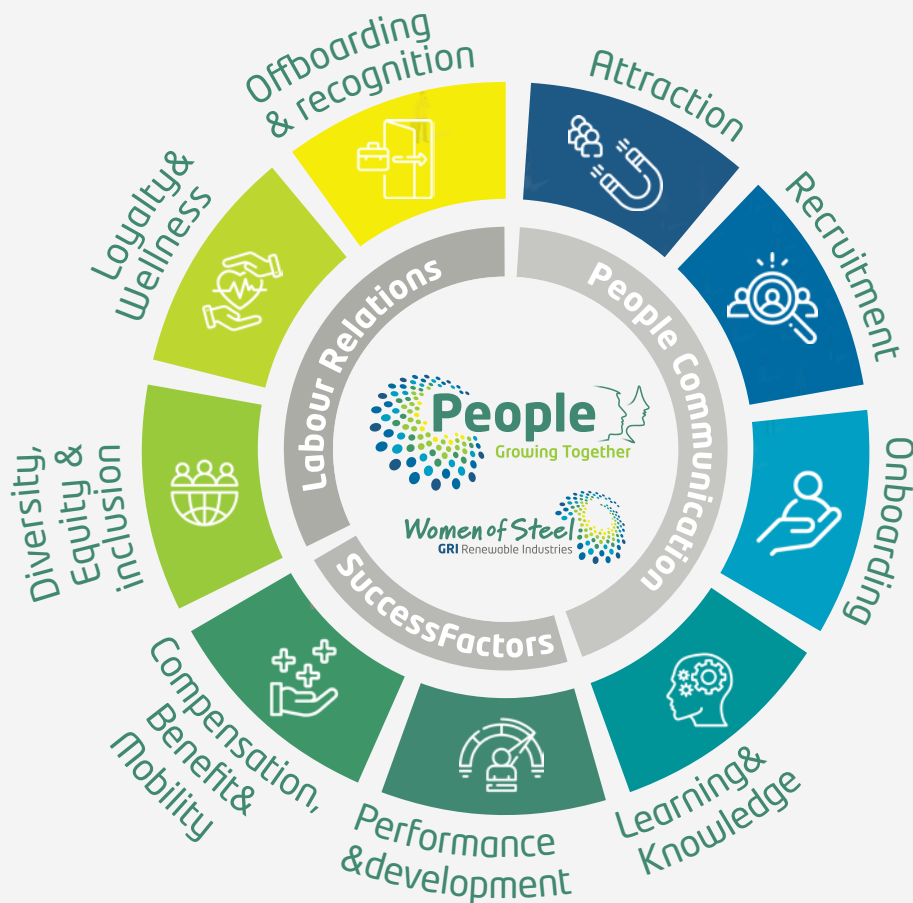 Attraction
Recruitment
Onboarding
Learning&
Knowledge
Performance
&development
Compensation,
Benefit&
Mobility
Diversity,
Equity &
inclusion
Loyalty&
Wellness
Offboarding
& recognition
People Communication
SuccessFactors
Labour Relations
People
Growing Together
Women of Steel
GRI Renewable Industries